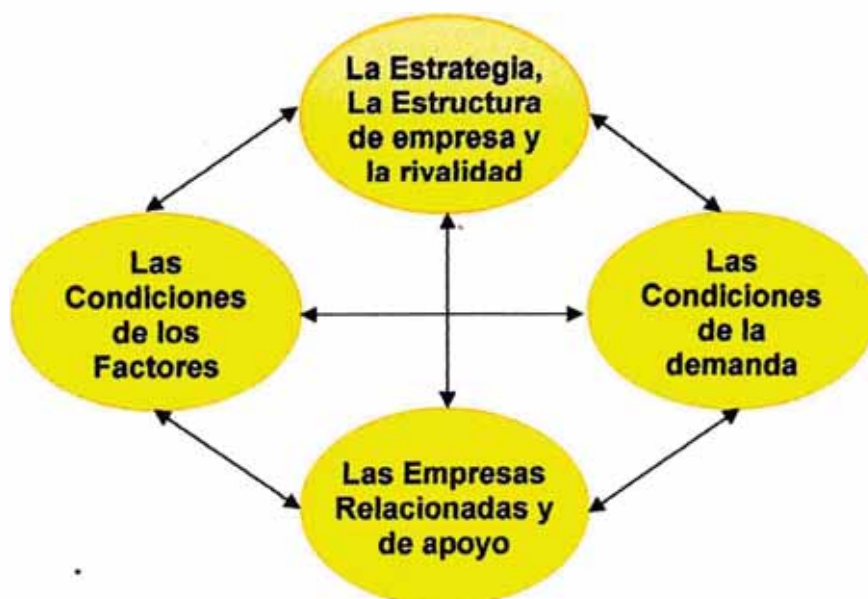 La Estrategia,
La Estructura
de empresa y
la rivalidad
Las
Condiciones
de los
Factores
Las
Condiciones
de la
demanda
Las Empresas
Relacionadas y
de apoyo